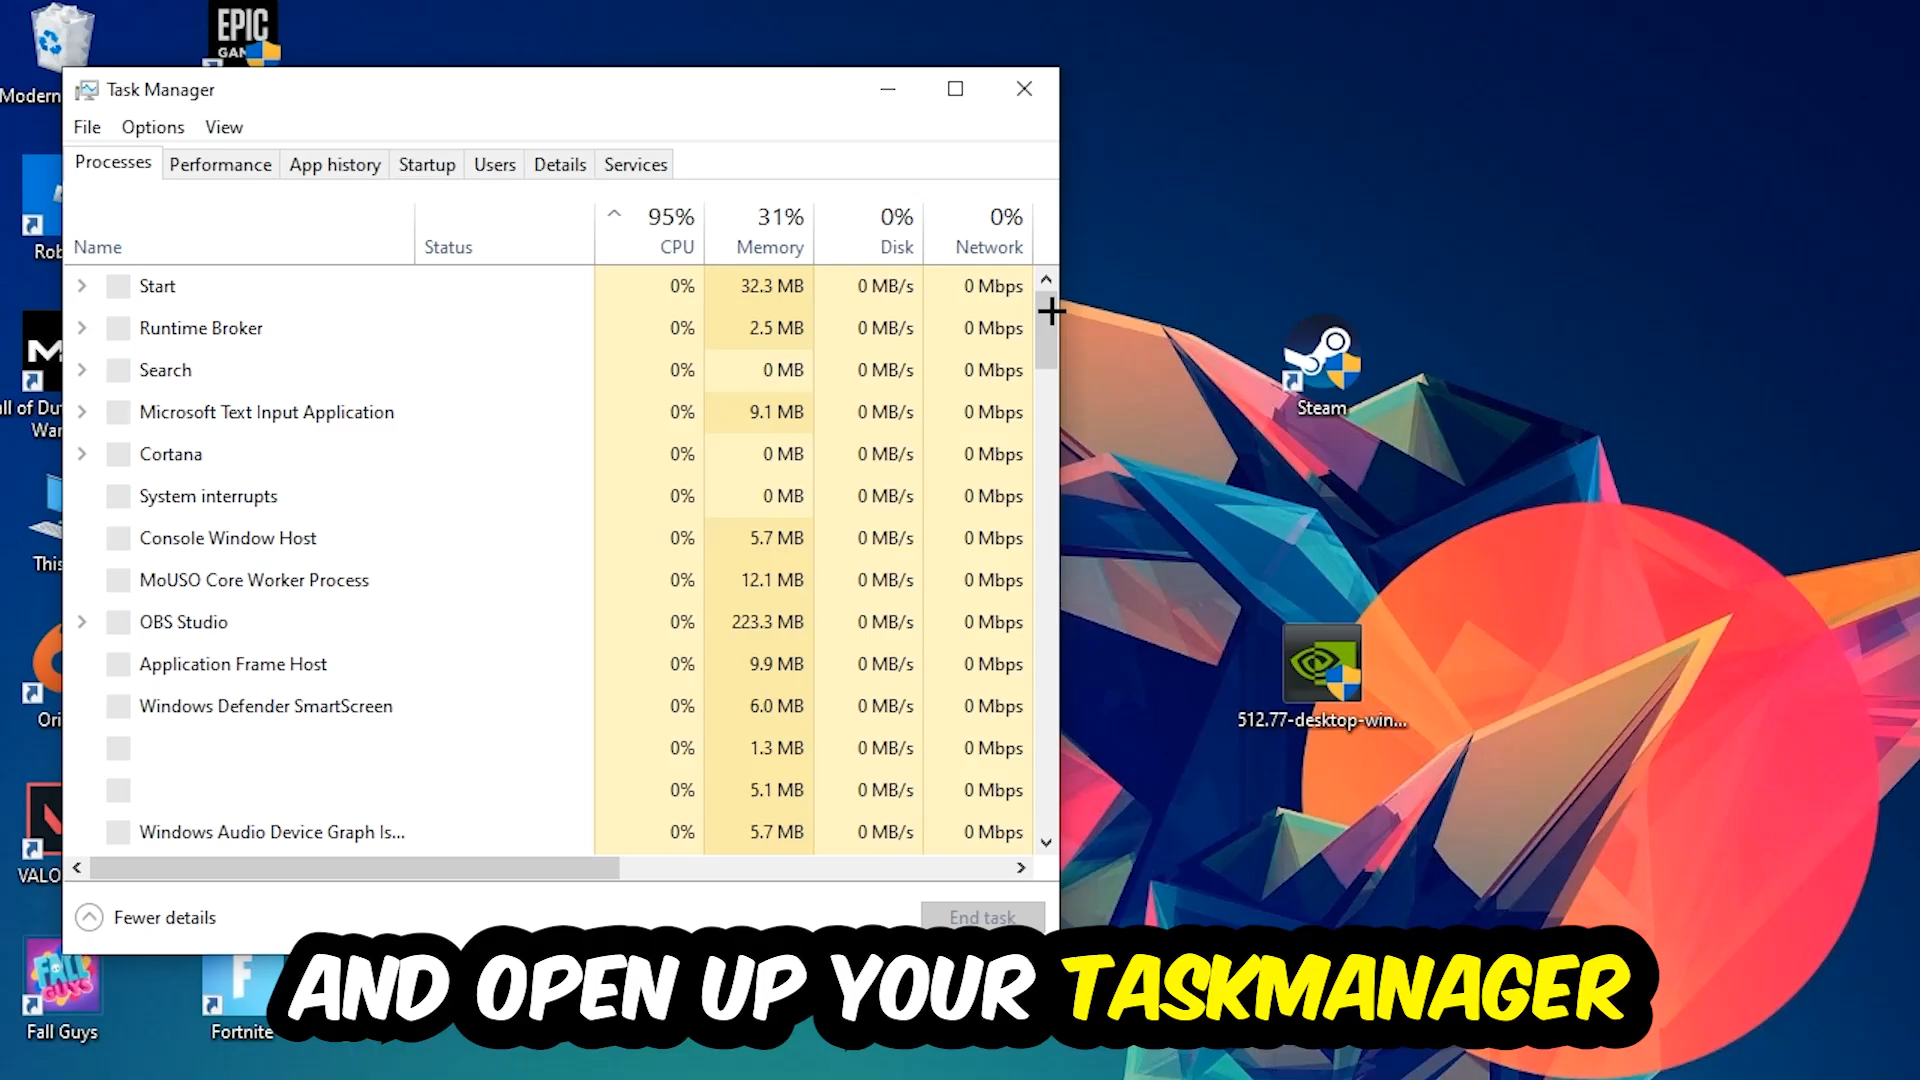 EPIC
GAM
Modern
Task Manager
File Options View
Processes Performance App history Startup Users Details Services
95% 31% 0% 0%
Name Status CPU Memory Disk Network
Start 0% 32.3 MB 0 MB/s 0 Mbps
Runtime Broker 0% 2.5 MB 0 MB/s 0 Mbps
Search 0% 0 MB 0 MB/s 0 Mbps
Microsoft Text Input Application 0% 9.1 MB 0 MB/s 0 Mbps
Cortana 0% 0 MB 0 MB/s 0 Mbps
System interrupts 0% 0 MB 0 MB/s 0 Mbps
Console Window Host 0% 5.7 MB 0 MB/s 0 Mbps
MoUSO Core Worker Process 0% 12.1 MB 0 MB/s 0 Mbps
OBS Studio 0% 223.3 MB 0 MB/s 0 Mbps
Application Frame Host 0% 9.9 MB 0 MB/s 0 Mbps
Windows Defender SmartScreen 0% 6.0 MB 0 MB/s 0 Mbps
0% 1.3 MB 0 MB/s 0 Mbps
0% 5.1 MB 0 MB/s 0 Mbps
Windows Audio Device Graph Is... 0% 5.7 MB 0 MB/s 0 Mbps
Fewer details End task
Rob
M
all of Du
War
This
Ori
VALO
FALL
GUYS
Fall Guys
F
Fortnite
Steam
512.77-desktop-win...
AND OPEN UP YOUR TASKMANAGER